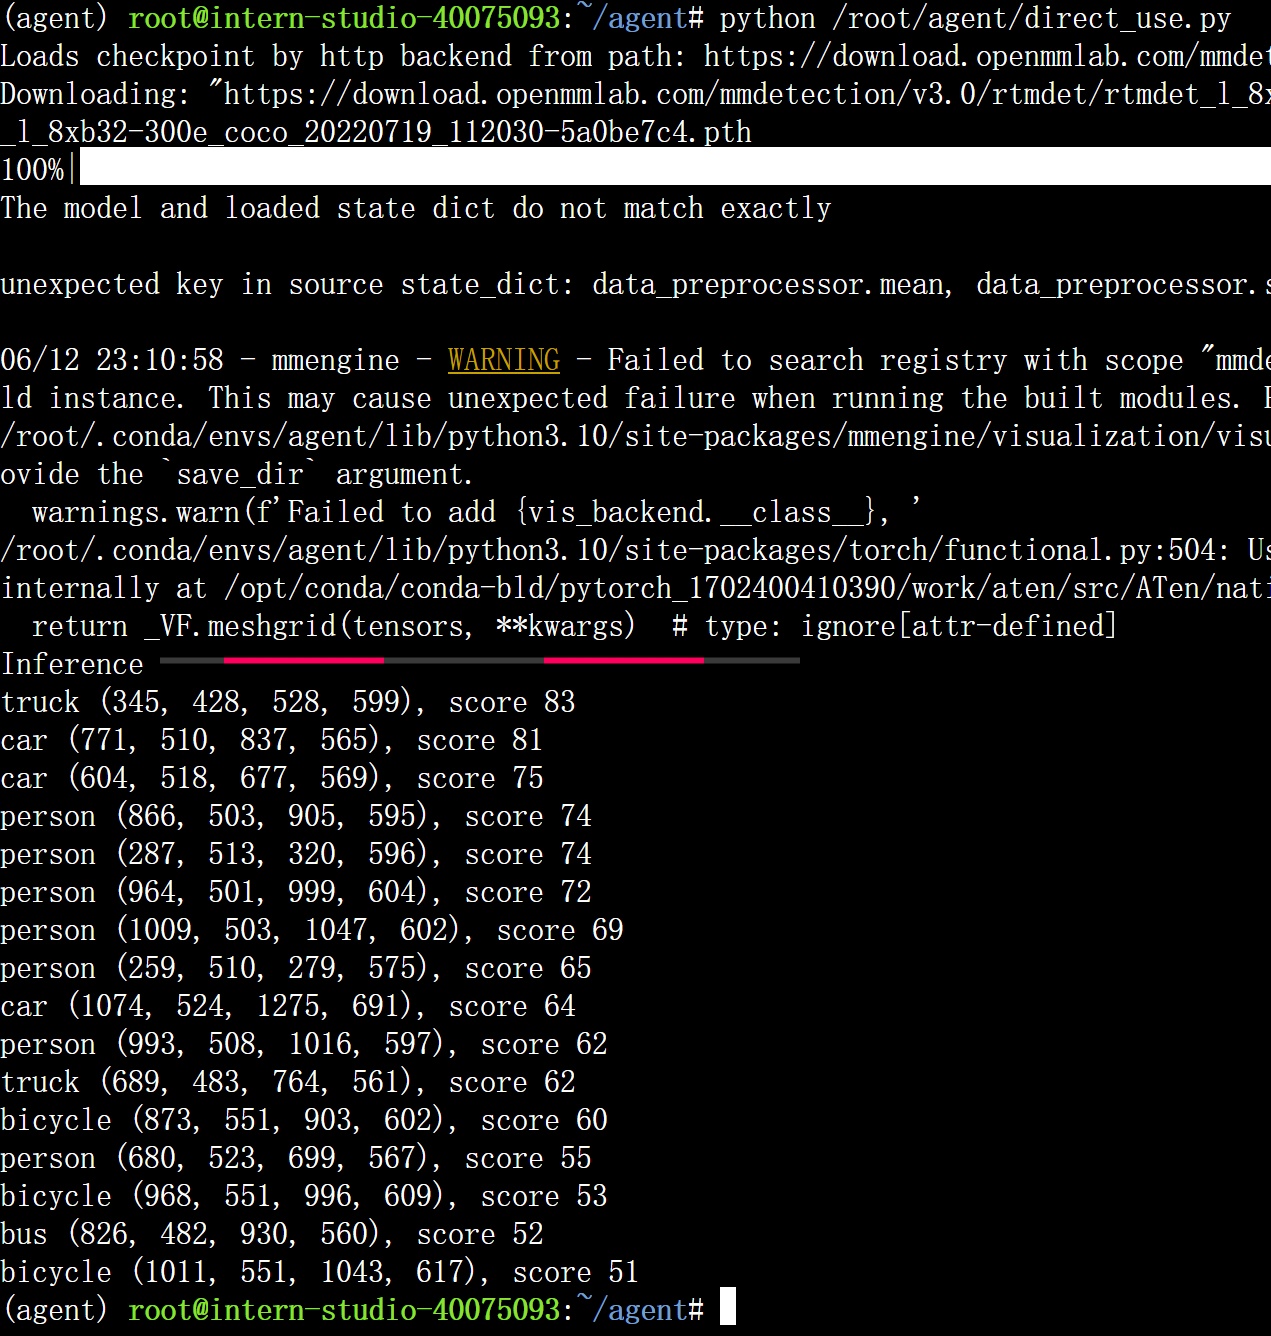 (agent) root@intern-studio-40075093:~/agent# python /root/agent/direct_use.py
Loads checkpoint by http backend from path: https://download.openmmlab.com/mmdet
Downloading: "https://download.openmmlab.com/mmdetection/v3.0/rtmdet/rtmdet_l_8x
_l_8xb32-300e_coco_20220719_112030-5a0be7c4.pth
100%|
The model and loaded state dict do not match exactly
unexpected key in source state_dict: data_preprocessor.mean, data_preprocessor.s
06/12 23:10:58 - mmengine - WARNING - Failed to search registry with scope "mmde
ld instance. This may cause unexpected failure when running the built modules.
/root/.conda/envs/agent/lib/python3.10/site-packages/mmengine/visualization/visu
ovide the `save_dir` argument.
  warnings.warn(f'Failed to add {vis_backend.__class__}, '
/root/.conda/envs/agent/lib/python3.10/site-packages/torch/functional.py:504: Us
internally at /opt/conda/conda-bld/pytorch_1702400410390/work/aten/src/ATen/nati
  return _VF.meshgrid(tensors, **kwargs)  # type: ignore[attr-defined]
Inference
truck (345, 428, 528, 599), score 83
car (771, 510, 837, 565), score 81
car (604, 518, 677, 569), score 75
person (866, 503, 905, 595), score 74
person (287, 513, 320, 596), score 74
person (964, 501, 999, 604), score 72
person (1009, 503, 1047, 602), score 69
person (259, 510, 279, 575), score 65
car (1074, 524, 1275, 691), score 64
person (993, 508, 1016, 597), score 62
truck (689, 483, 764, 561), score 62
bicycle (873, 551, 903, 602), score 60
person (680, 523, 699, 567), score 55
bicycle (968, 551, 996, 609), score 53
bus (826, 482, 930, 560), score 52
bicycle (1011, 551, 1043, 617), score 51
(agent) root@intern-studio-40075093:~/agent#